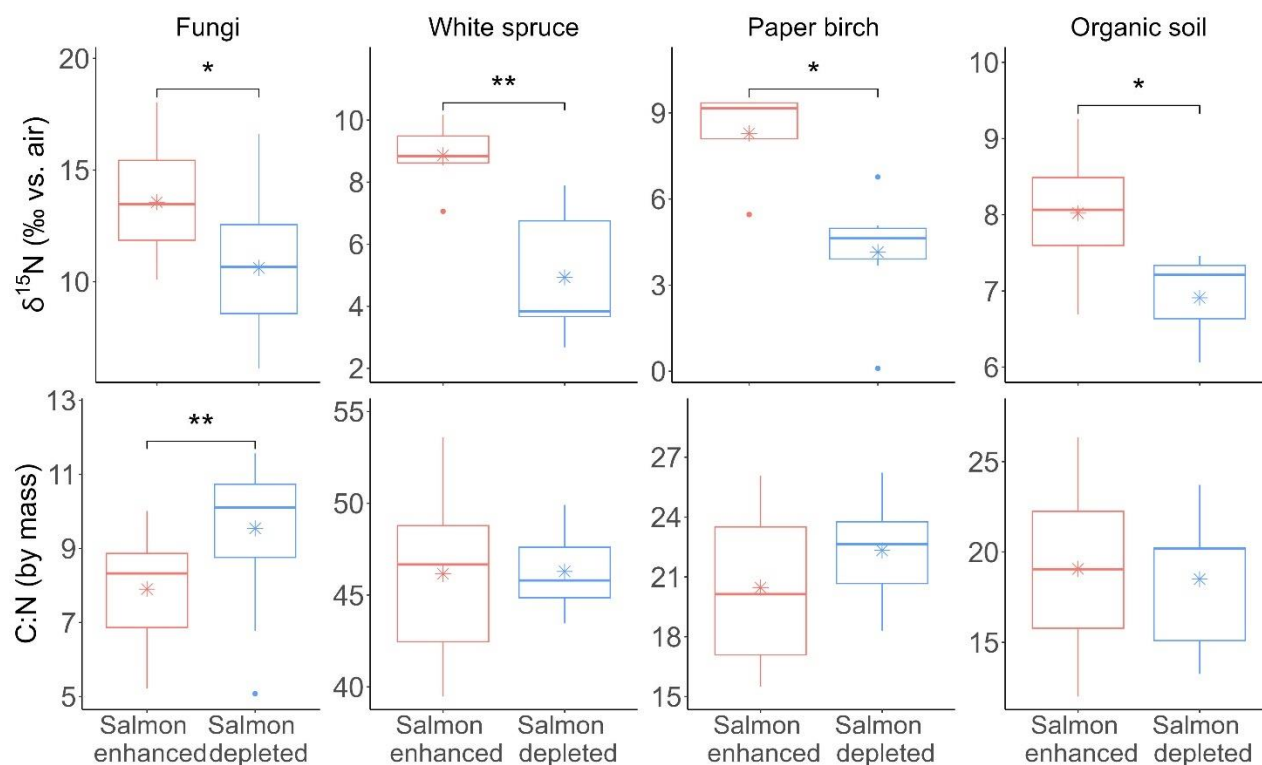 Fungi
White spruce
Paper birch
Organic soil
δ15N (‰ vs. air)
20
15
10
*
10
8
6
4
2
**
9
6
3
0
*
10
9
8
7
6
*
C:N (by mass)
13
11
9
7
5
**
55
50
45
40
27
24
21
18
15
25
20
15
Salmon enhanced
Salmon depleted
Salmon enhanced
Salmon depleted
Salmon enhanced
Salmon depleted
Salmon enhanced
Salmon depleted